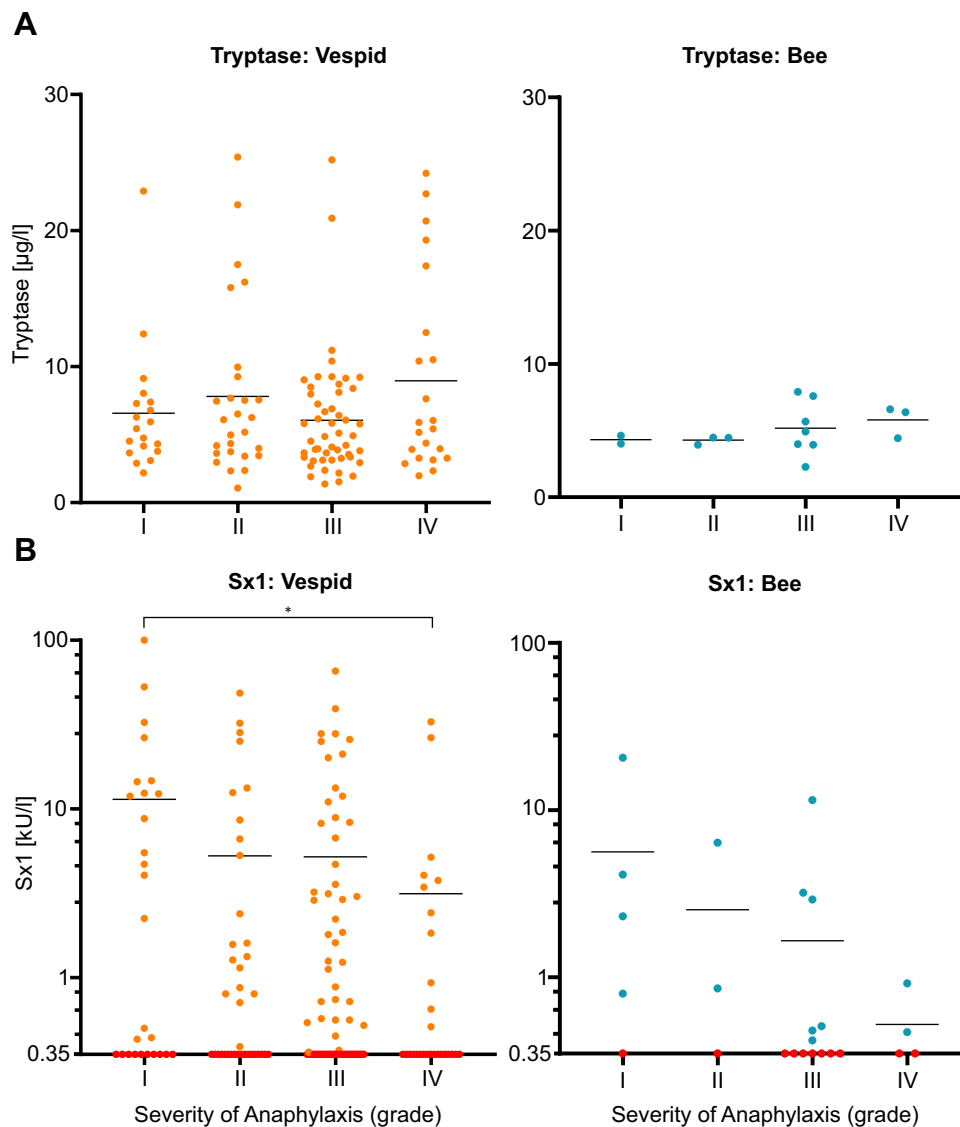 A
Tryptase: Vespid
Tryptase: Bee
Tryptase [µg/l]
30
20
10
0
I
II
III
IV
30
20
10
0
I
II
III
IV
B
Sx1: Vespid
Sx1: Bee
*
Sx1 [kU/l]
100
10
1
0.35
I
II
III
IV
Severity of Anaphylaxis (grade)
100
10
1
0.35
I
II
III
IV
Severity of Anaphylaxis (grade)